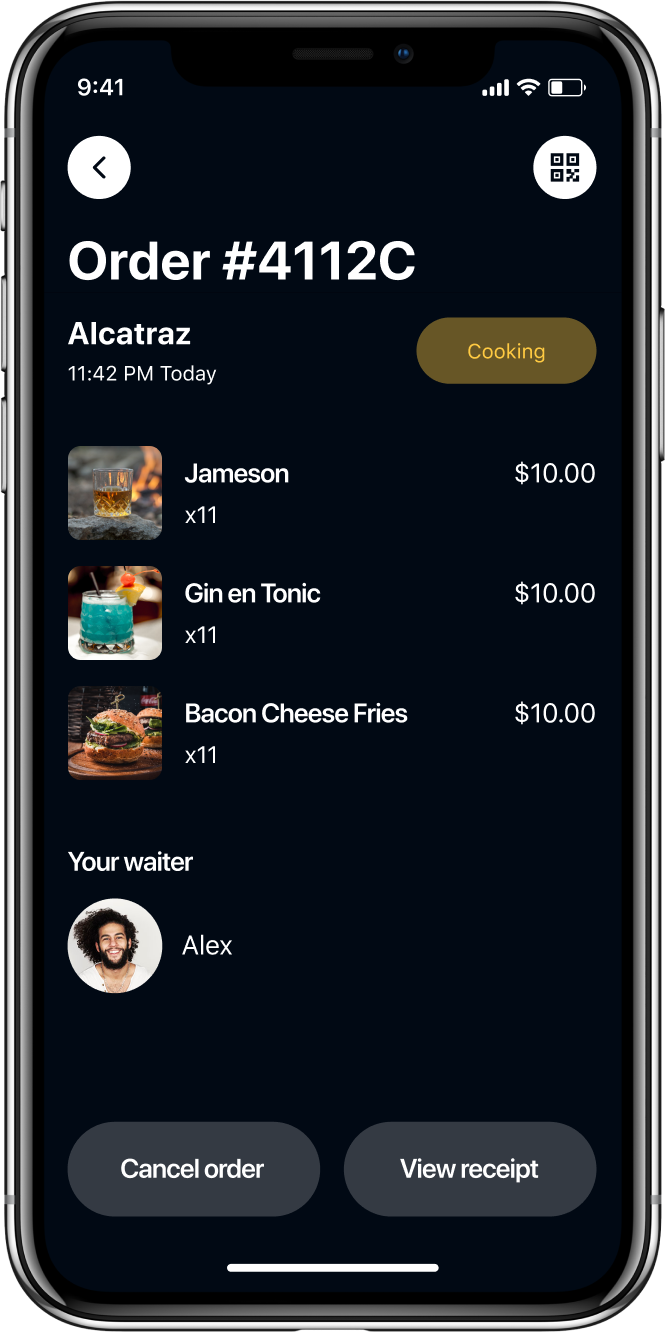 9:41
Order #4112C
Alcatraz
11:42 PM Today
Cooking
Jameson
$10.00
x11
Gin en Tonic
$10.00
x11
Bacon Cheese Fries
$10.00
x11
Your waiter
Alex
Cancel order
View receipt